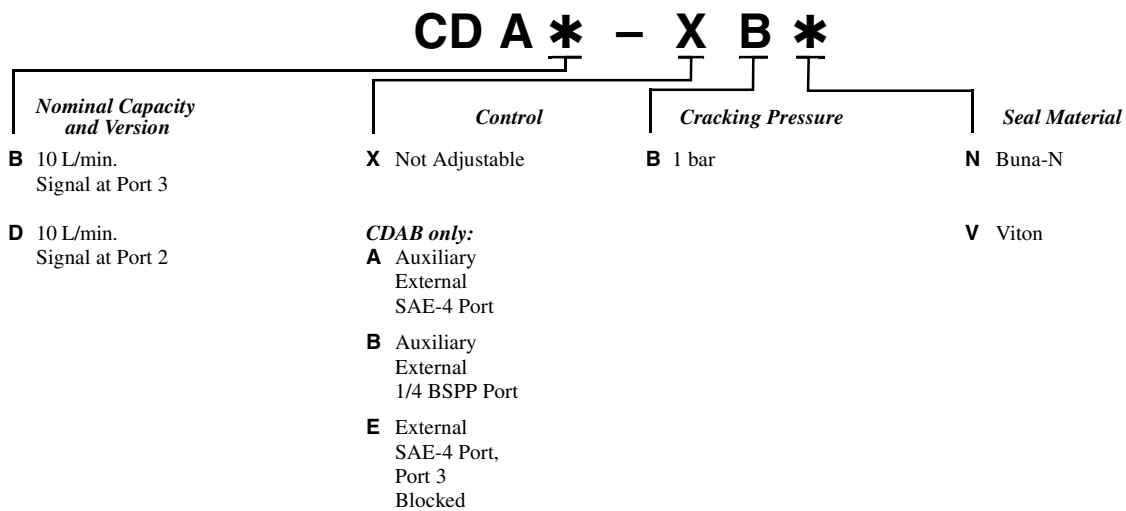 CD A ✱ – X B ✱
Nominal Capacity
and Version
B 10 L/min.
Signal at Port 3
D 10 L/min.
Signal at Port 2
Control
X Not Adjustable
CDAB only:
A Auxiliary
External
SAE-4 Port
B Auxiliary
External
1/4 BSPP Port
E External
SAE-4 Port,
Port 3
Blocked
Cracking Pressure
B 1 bar
Seal Material
N Buna-N
V Viton